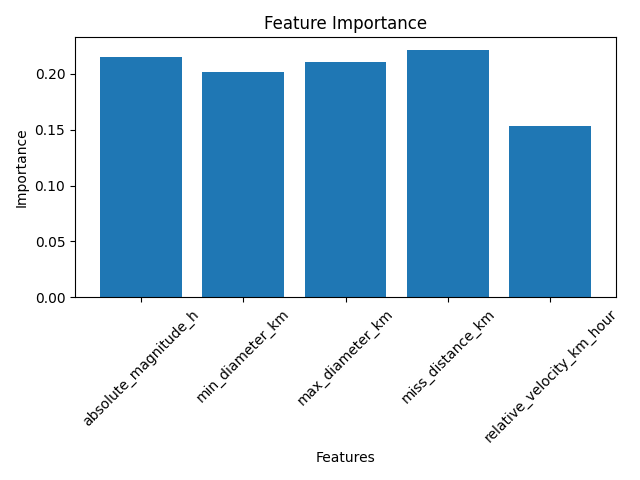 Feature Importance
Importance
0.20
0.15
0.10
0.05
0.00
absolute_magnitude_h
min_diameter_km
max_diameter_km
miss_distance_km
relative_velocity_km_hour
Features